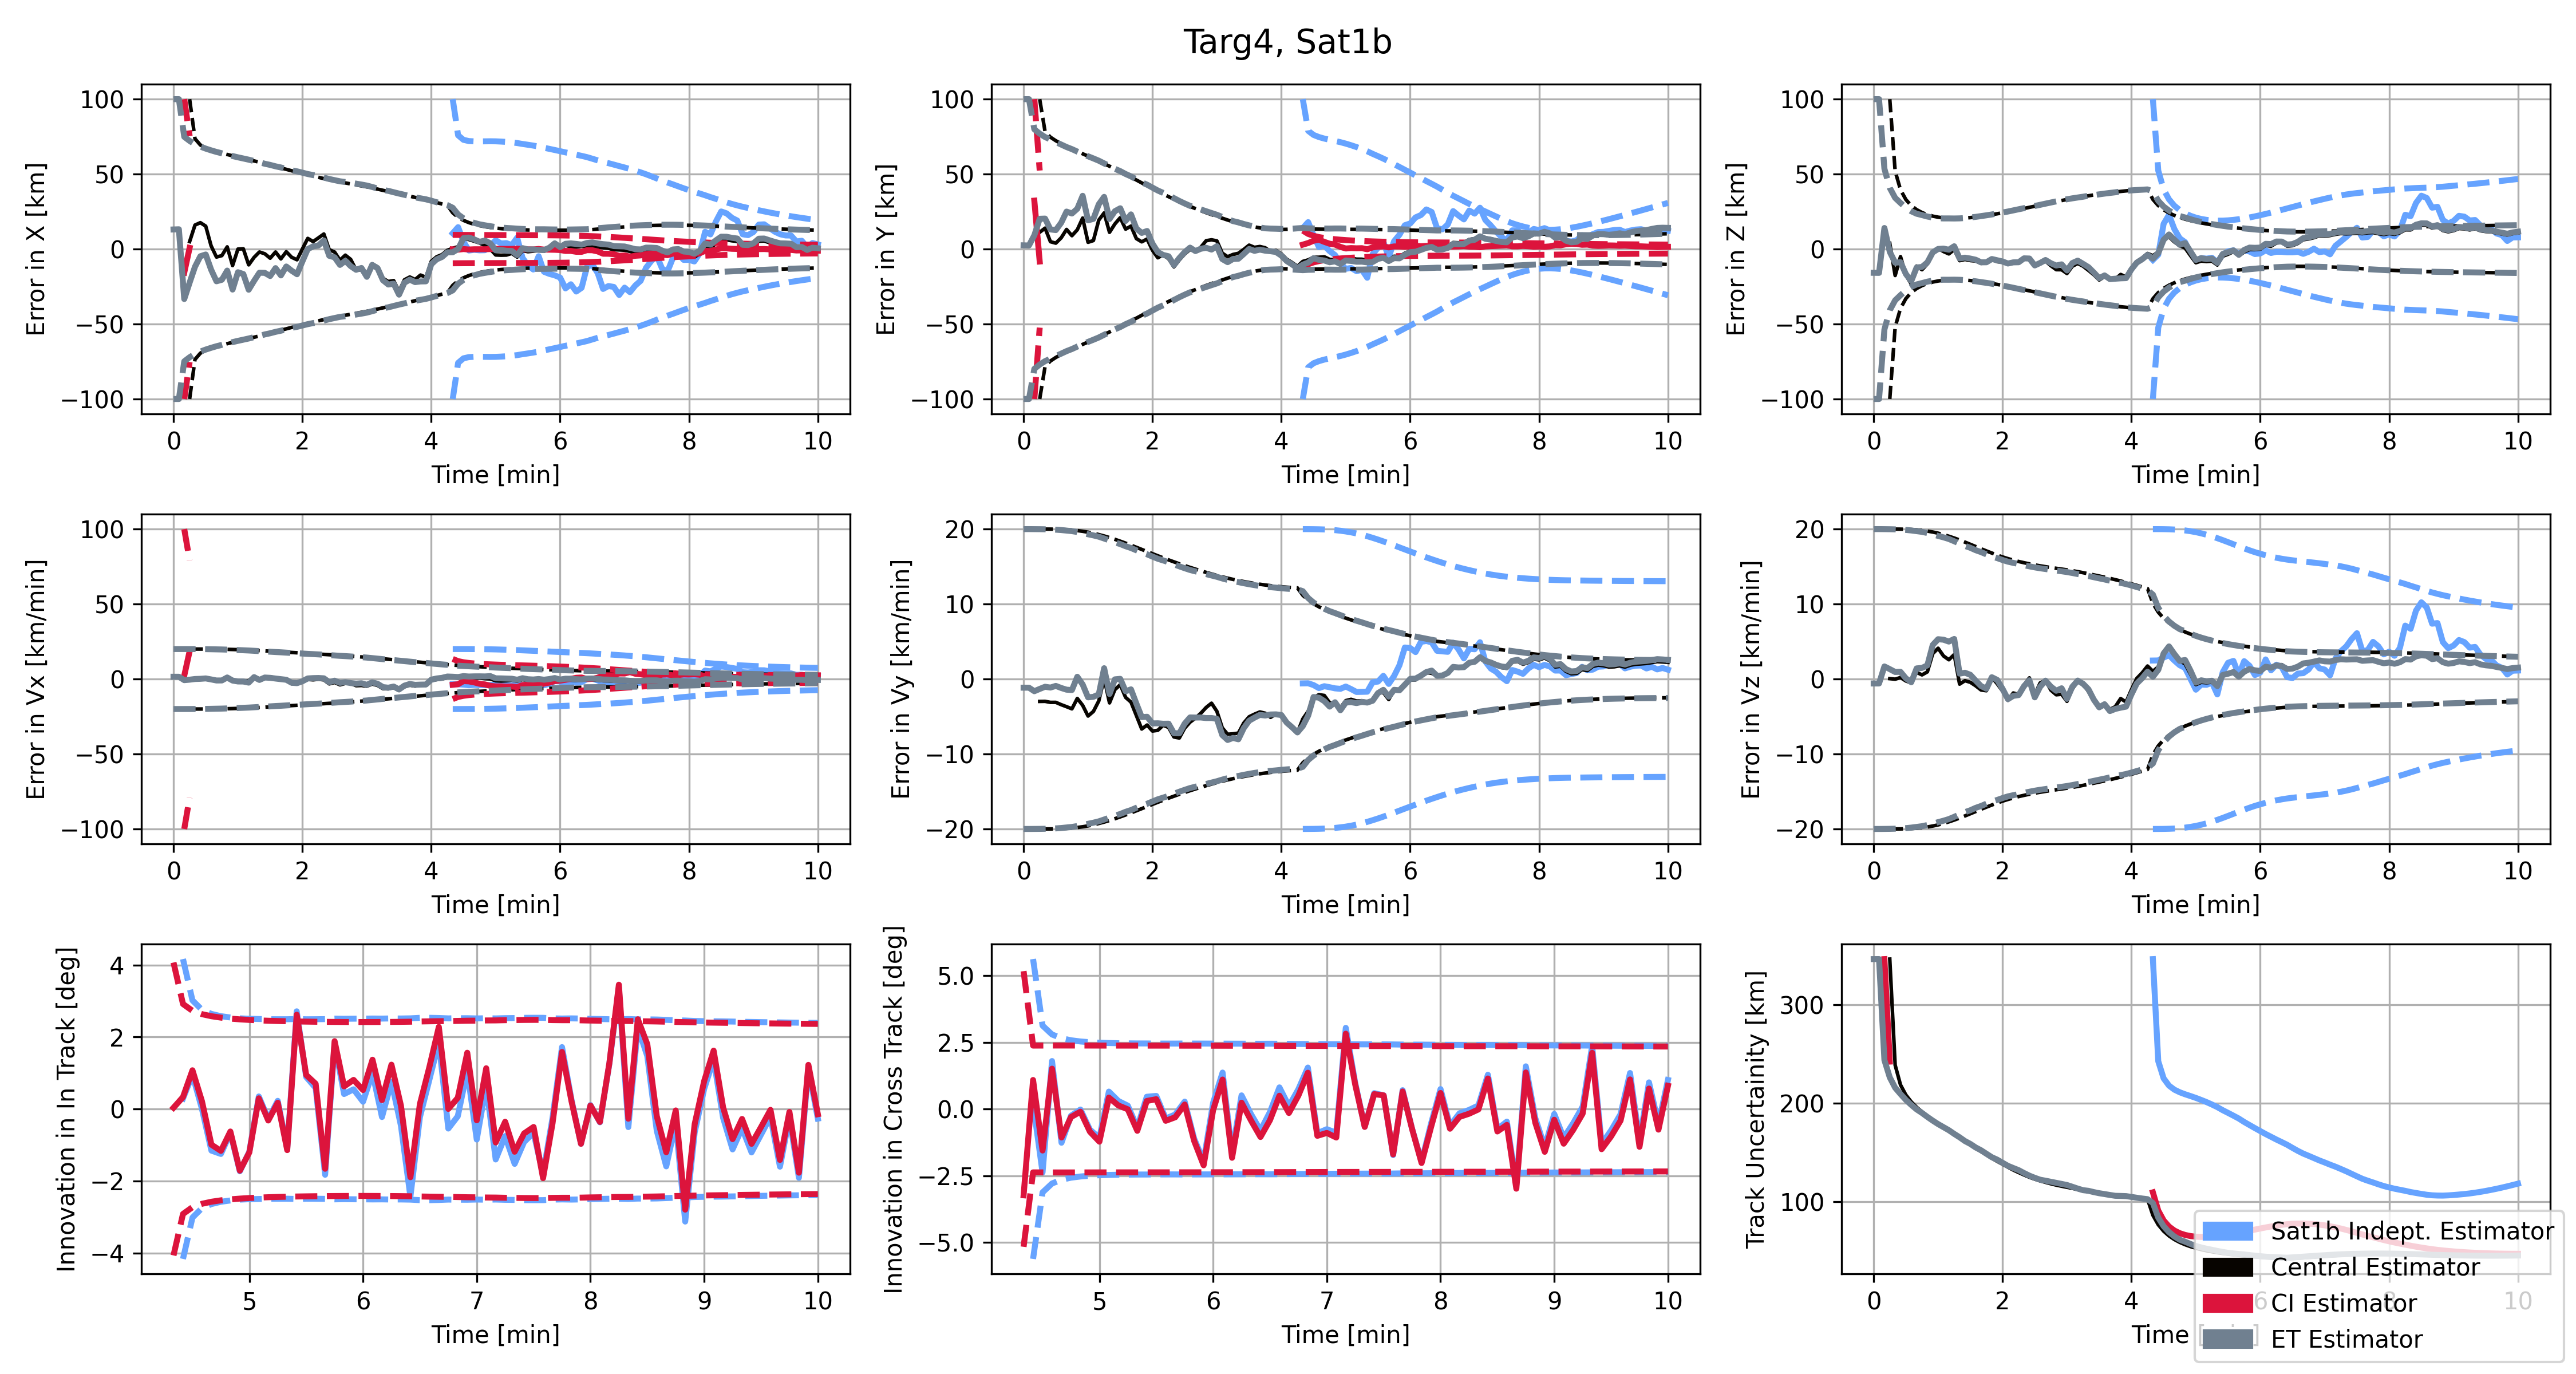 Targ4, Sat1b
Error in X [km]
100
50
0
−50
−100
0 2 4 6 8 10
Time [min]
Error in Y [km]
100
50
0
−50
−100
0 2 4 6 8 10
Time [min]
Error in Z [km]
100
50
0
−50
−100
0 2 4 6 8 10
Time [min]
Error in Vx [km/min]
100
50
0
−50
−100
0 2 4 6 8 10
Time [min]
Error in Vy [km/min]
20
10
0
−10
−20
0 2 4 6 8 10
Time [min]
Error in Vz [km/min]
20
10
0
−10
−20
0 2 4 6 8 10
Time [min]
Innovation in In Track [deg]
4
2
0
−2
−4
5 6 7 8 9 10
Time [min]
Innovation in Cross Track [deg]
5.0
2.5
0.0
−2.5
−5.0
5 6 7 8 9 10
Time [min]
Track Uncertainity [km]
300
200
100
0 2 4 6 8 10
Time
Sat1b Indept. Estimator
Central Estimator
CI Estimator
ET Estimator